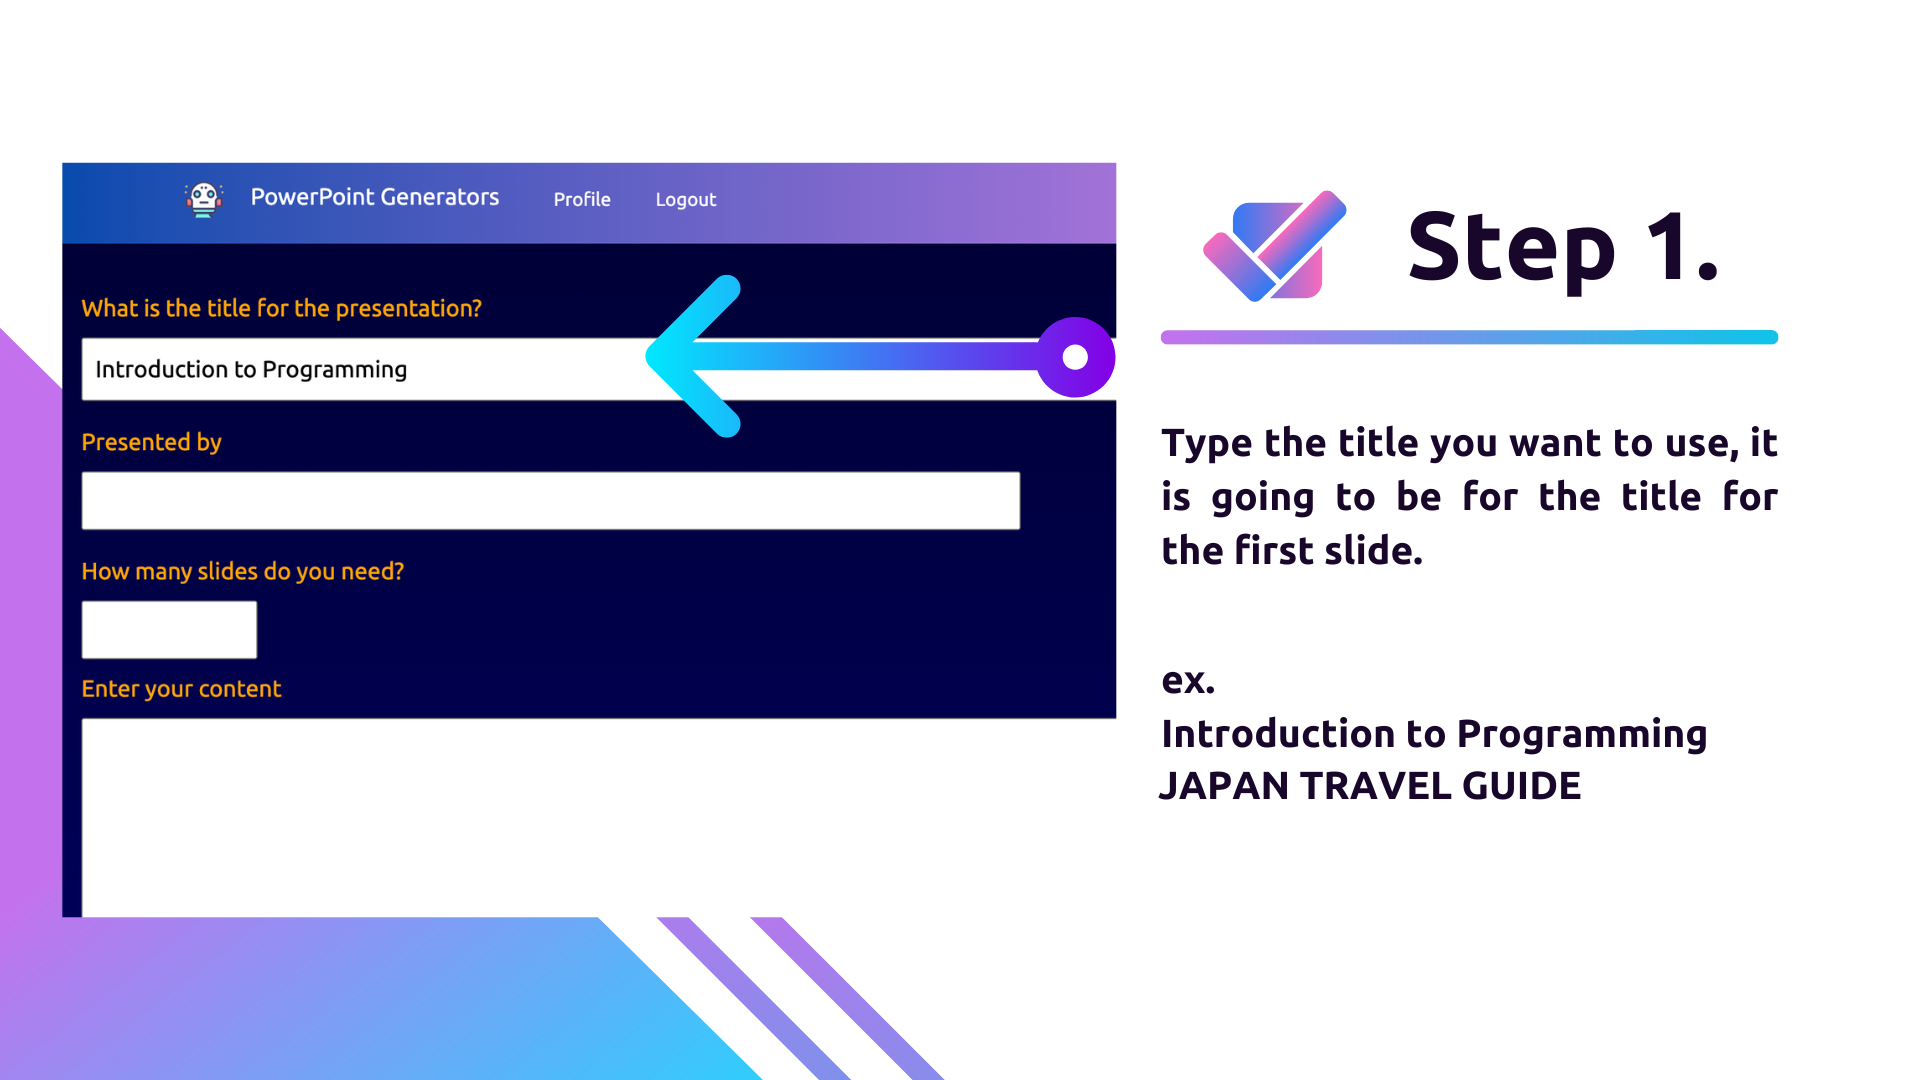 PowerPoint Generators
Profile
Logout
What is the title for the presentation?
Introduction to Programming
Presented by
How many slides do you need?
Enter your content
Step 1.
Type the title you want to use, it
is going to be for the title for
the first slide.
ex.
Introduction to Programming
JAPAN TRAVEL GUIDE